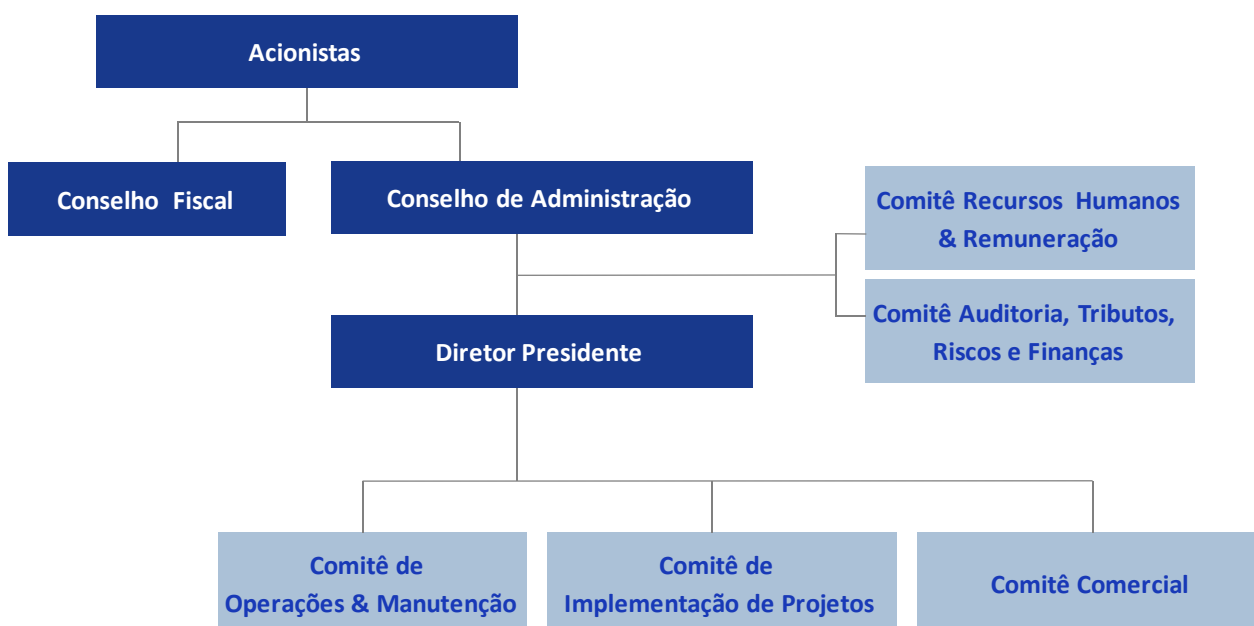 Acionistas
Conselho Fiscal
Conselho de Administração
Comitê Recursos Humanos
& Remuneração
Comitê Auditoria, Tributos,
Riscos e Finanças
Diretor Presidente
Comitê de
Operações & Manutenção
Comitê de
Implementação de Projetos
Comitê Comercial